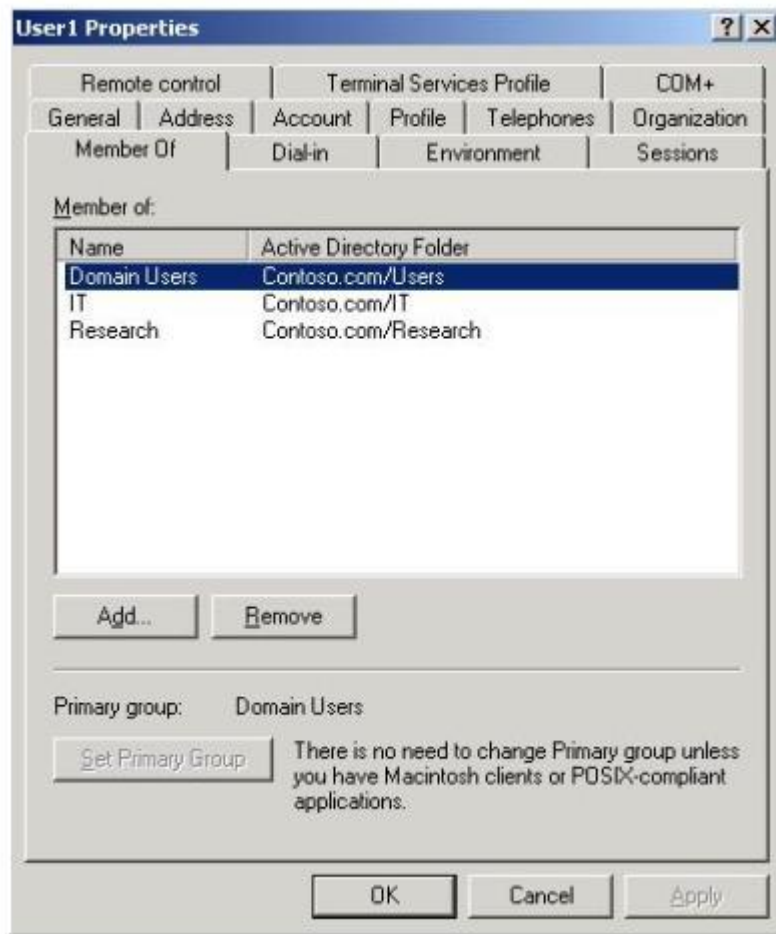 User1 Properties
Remote control Terminal Services Profile COM+
General Address Account Profile Telephones Organization
Member Of Dial-in Environment Sessions
Member of:
Name Active Directory Folder
Domain Users Contoso.com/Users
IT Contoso.com/IT
Research Contoso.com/Research
Add... Remove
Primary group: Domain Users
Set Primary Group
There is no need to change Primary group unless
you have Macintosh clients or POSIX-compliant
applications.
OK Cancel Apply